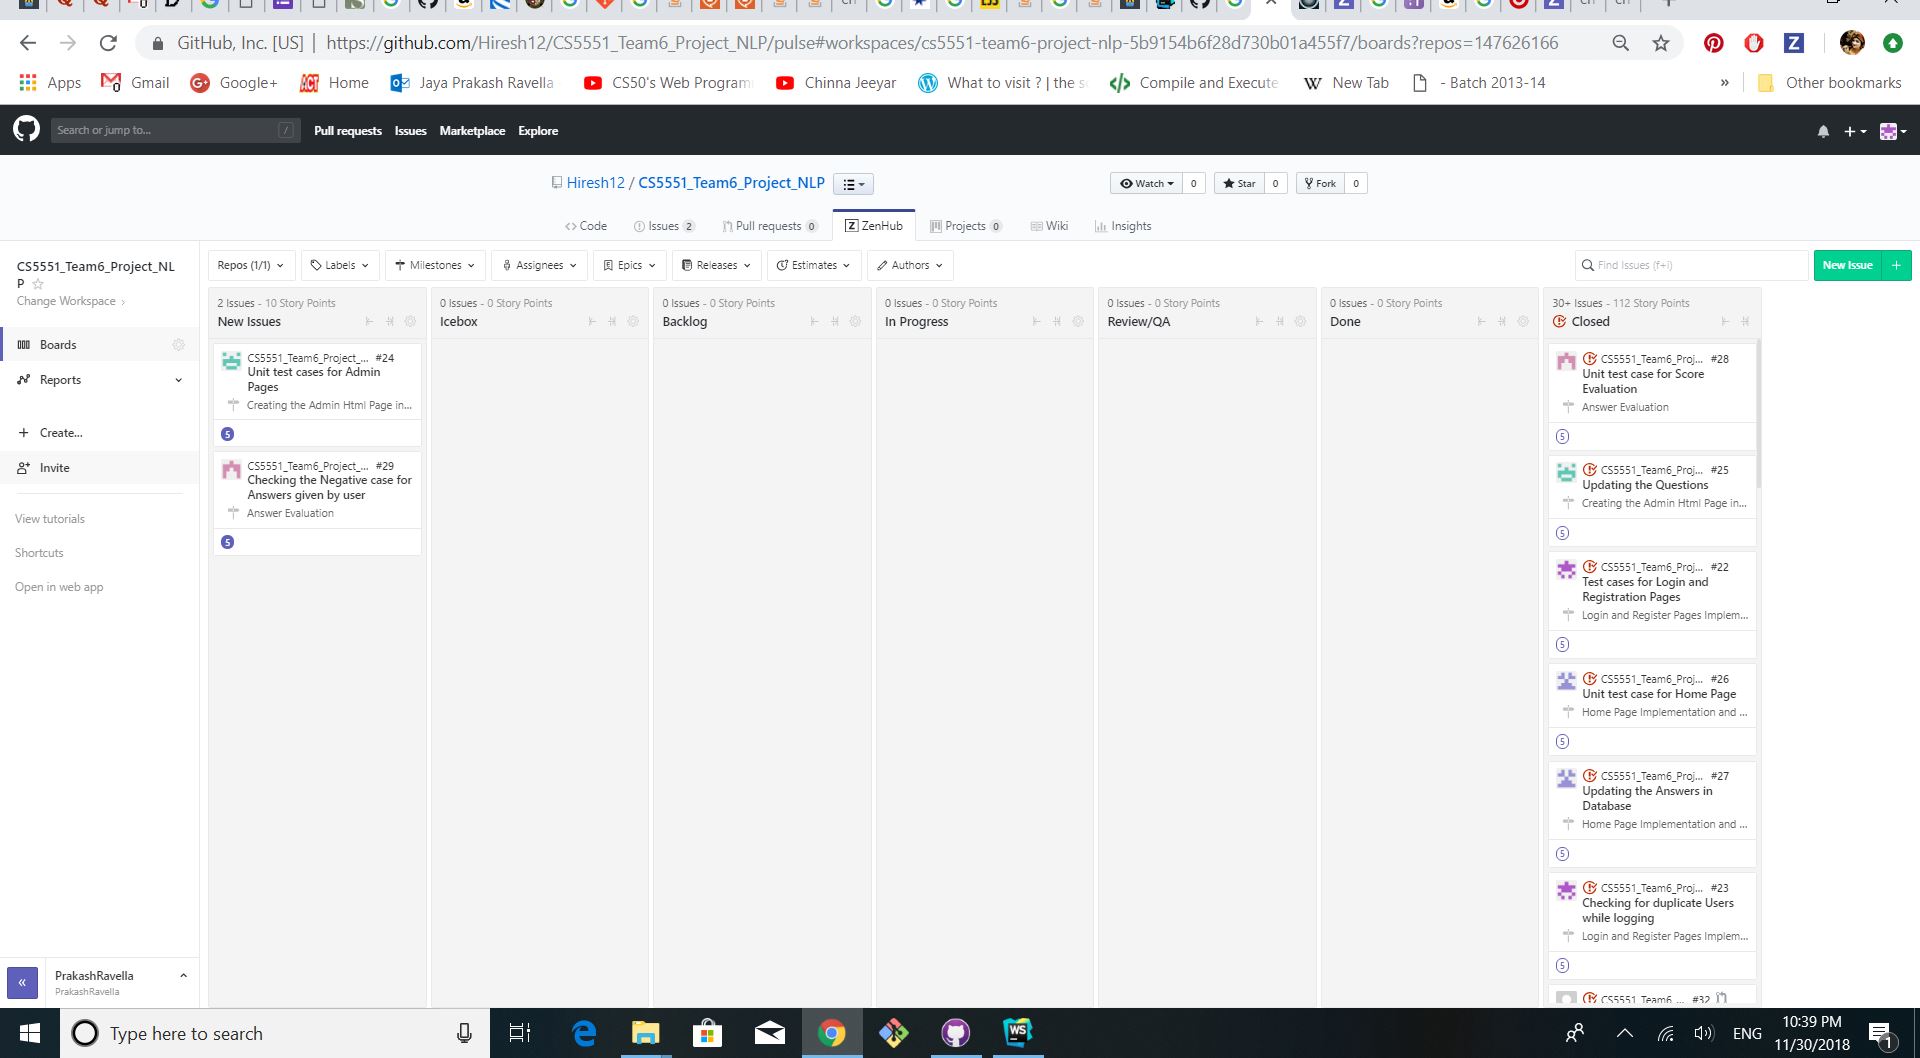 GitHub, Inc. [US] | https://github.com/Hiresh12/CS5551_Team6_Project_NLP/pulse#workspaces/cs5551-team6-project-nlp-5b9154b6f28d730b01a455f7/boards?repos=147626166
Apps Gmail Google+ Home Jaya Prakash Ravella CS50's Web Programi Chinna Jeeyar What to visit ? | the sc Compile and Execute New Tab - Batch 2013-14 » Other bookmarks
Search or jump to... / Pull requests Issues Marketplace Explore
Hiresh12 / CS5551_Team6_Project_NLP Watch 0 Star 0 Fork 0
Code Issues 2 Pull requests 0 ZenHub Projects 0 Wiki Insights
CS5551_Team6_Project_NL
P
Change Workspace
Boards
Reports
+ Create...
Invite
View tutorials
Shortcuts
Open in web app
«
PrakashRavella
PrakashRavella
Repos (1/1) Labels Milestones Assignees Epics Releases Estimates Authors Find Issues (f+i) New Issue +
2 Issues - 10 Story Points
New Issues
CS5551_Team6_Project_... #24
Unit test cases for Admin
Pages
Creating the Admin Html Page in...
5
CS5551_Team6_Project_... #29
Checking the Negative case for
Answers given by user
Answer Evaluation
5
0 Issues - 0 Story Points
Icebox
0 Issues - 0 Story Points
Backlog
0 Issues - 0 Story Points
In Progress
0 Issues - 0 Story Points
Review/QA
0 Issues - 0 Story Points
Done
30+ Issues - 112 Story Points
Closed
CS5551_Team6_Proj... #28
Unit test case for Score
Evaluation
Answer Evaluation
5
CS5551_Team6_Proj... #25
Updating the Questions
Creating the Admin Html Page in...
5
CS5551_Team6_Proj... #22
Test cases for Login and
Registration Pages
Login and Register Pages Implem...
5
CS5551_Team6_Proj... #26
Unit test case for Home Page
Home Page Implementation and ...
5
CS5551_Team6_Proj... #27
Updating the Answers in
Database
Home Page Implementation and ...
5
CS5551_Team6_Proj... #23
Checking for duplicate Users
while logging
Login and Register Pages Implem...
5
CS5551_Team6_... #32
Type here to search
WS
ENG
10:39 PM
11/30/2018
1